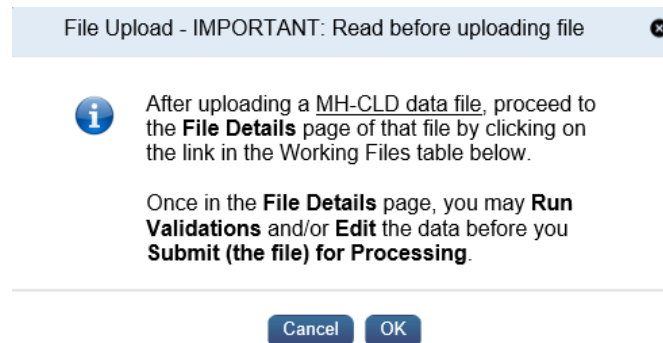 File Upload - IMPORTANT: Read before uploading file
After uploading a MH-CLD data file, proceed to
the File Details page of that file by clicking on
the link in the Working Files table below.
Once in the File Details page, you may Run
Validations and/or Edit the data before you
Submit (the file) for Processing.
Cancel OK